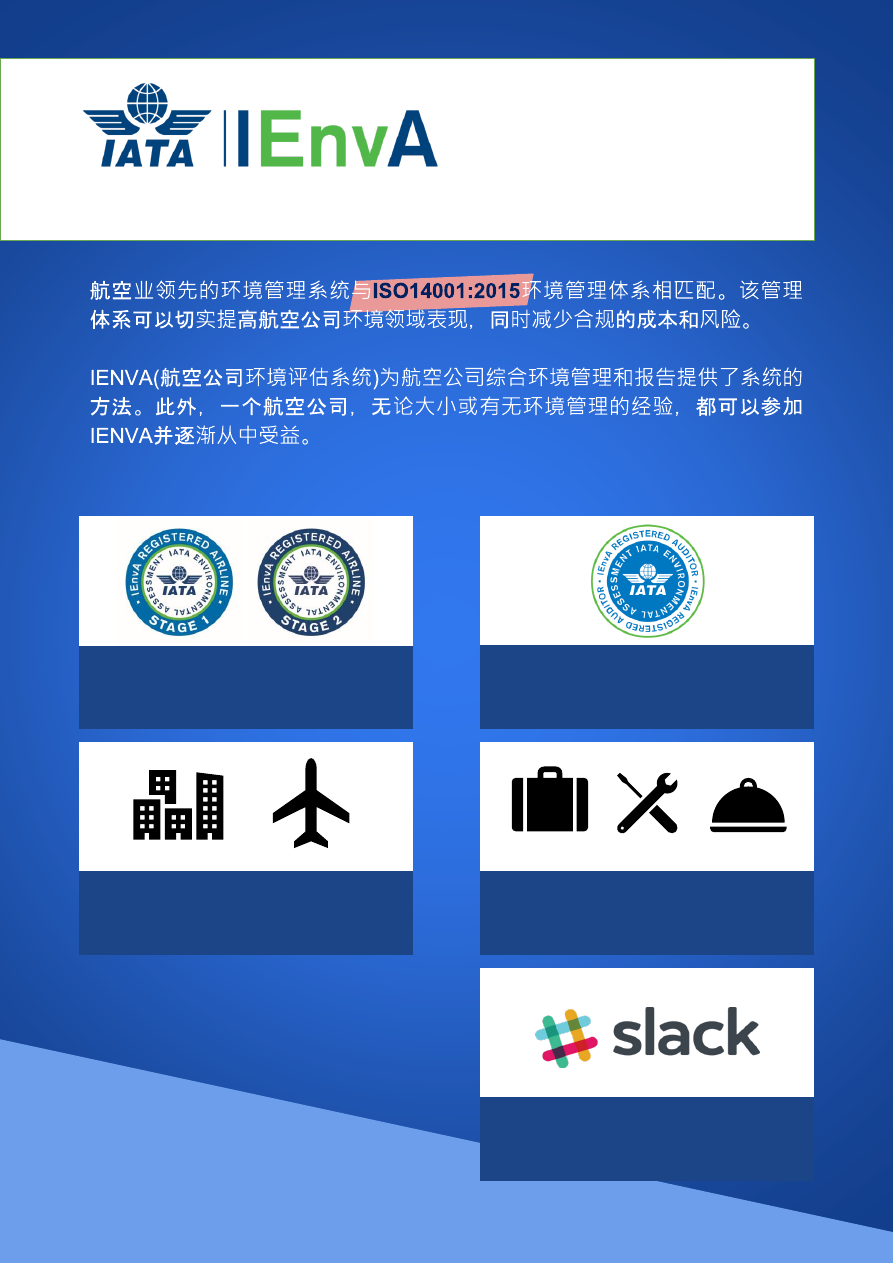 IATA IEnvA
航空业领先的环境管理系统与ISO14001:2015环境管理体系相匹配。该管理
体系可以切实提高航空公司环境领域表现，同时减少合规的成本和风险。
IENVA(航空公司环境评估系统)为航空公司综合环境管理和报告提供了系统的
方法。此外，一个航空公司，无论大小或有无环境管理的经验，都可以参加
IENVA并逐渐从中受益。
• IEnvA REGISTERED AIRLINE •
IATA ENVIRONMENTAL ASSESSMENT
IATA
STAGE 1
• IEnvA REGISTERED AIRLINE •
IATA ENVIRONMENTAL ASSESSMENT
IATA
STAGE 2
• IEnvA REGISTERED AUDITOR • IEnvA REGISTERED AUDITOR
IATA ENVIRONMENTAL ASSESSMENT
IATA
slack